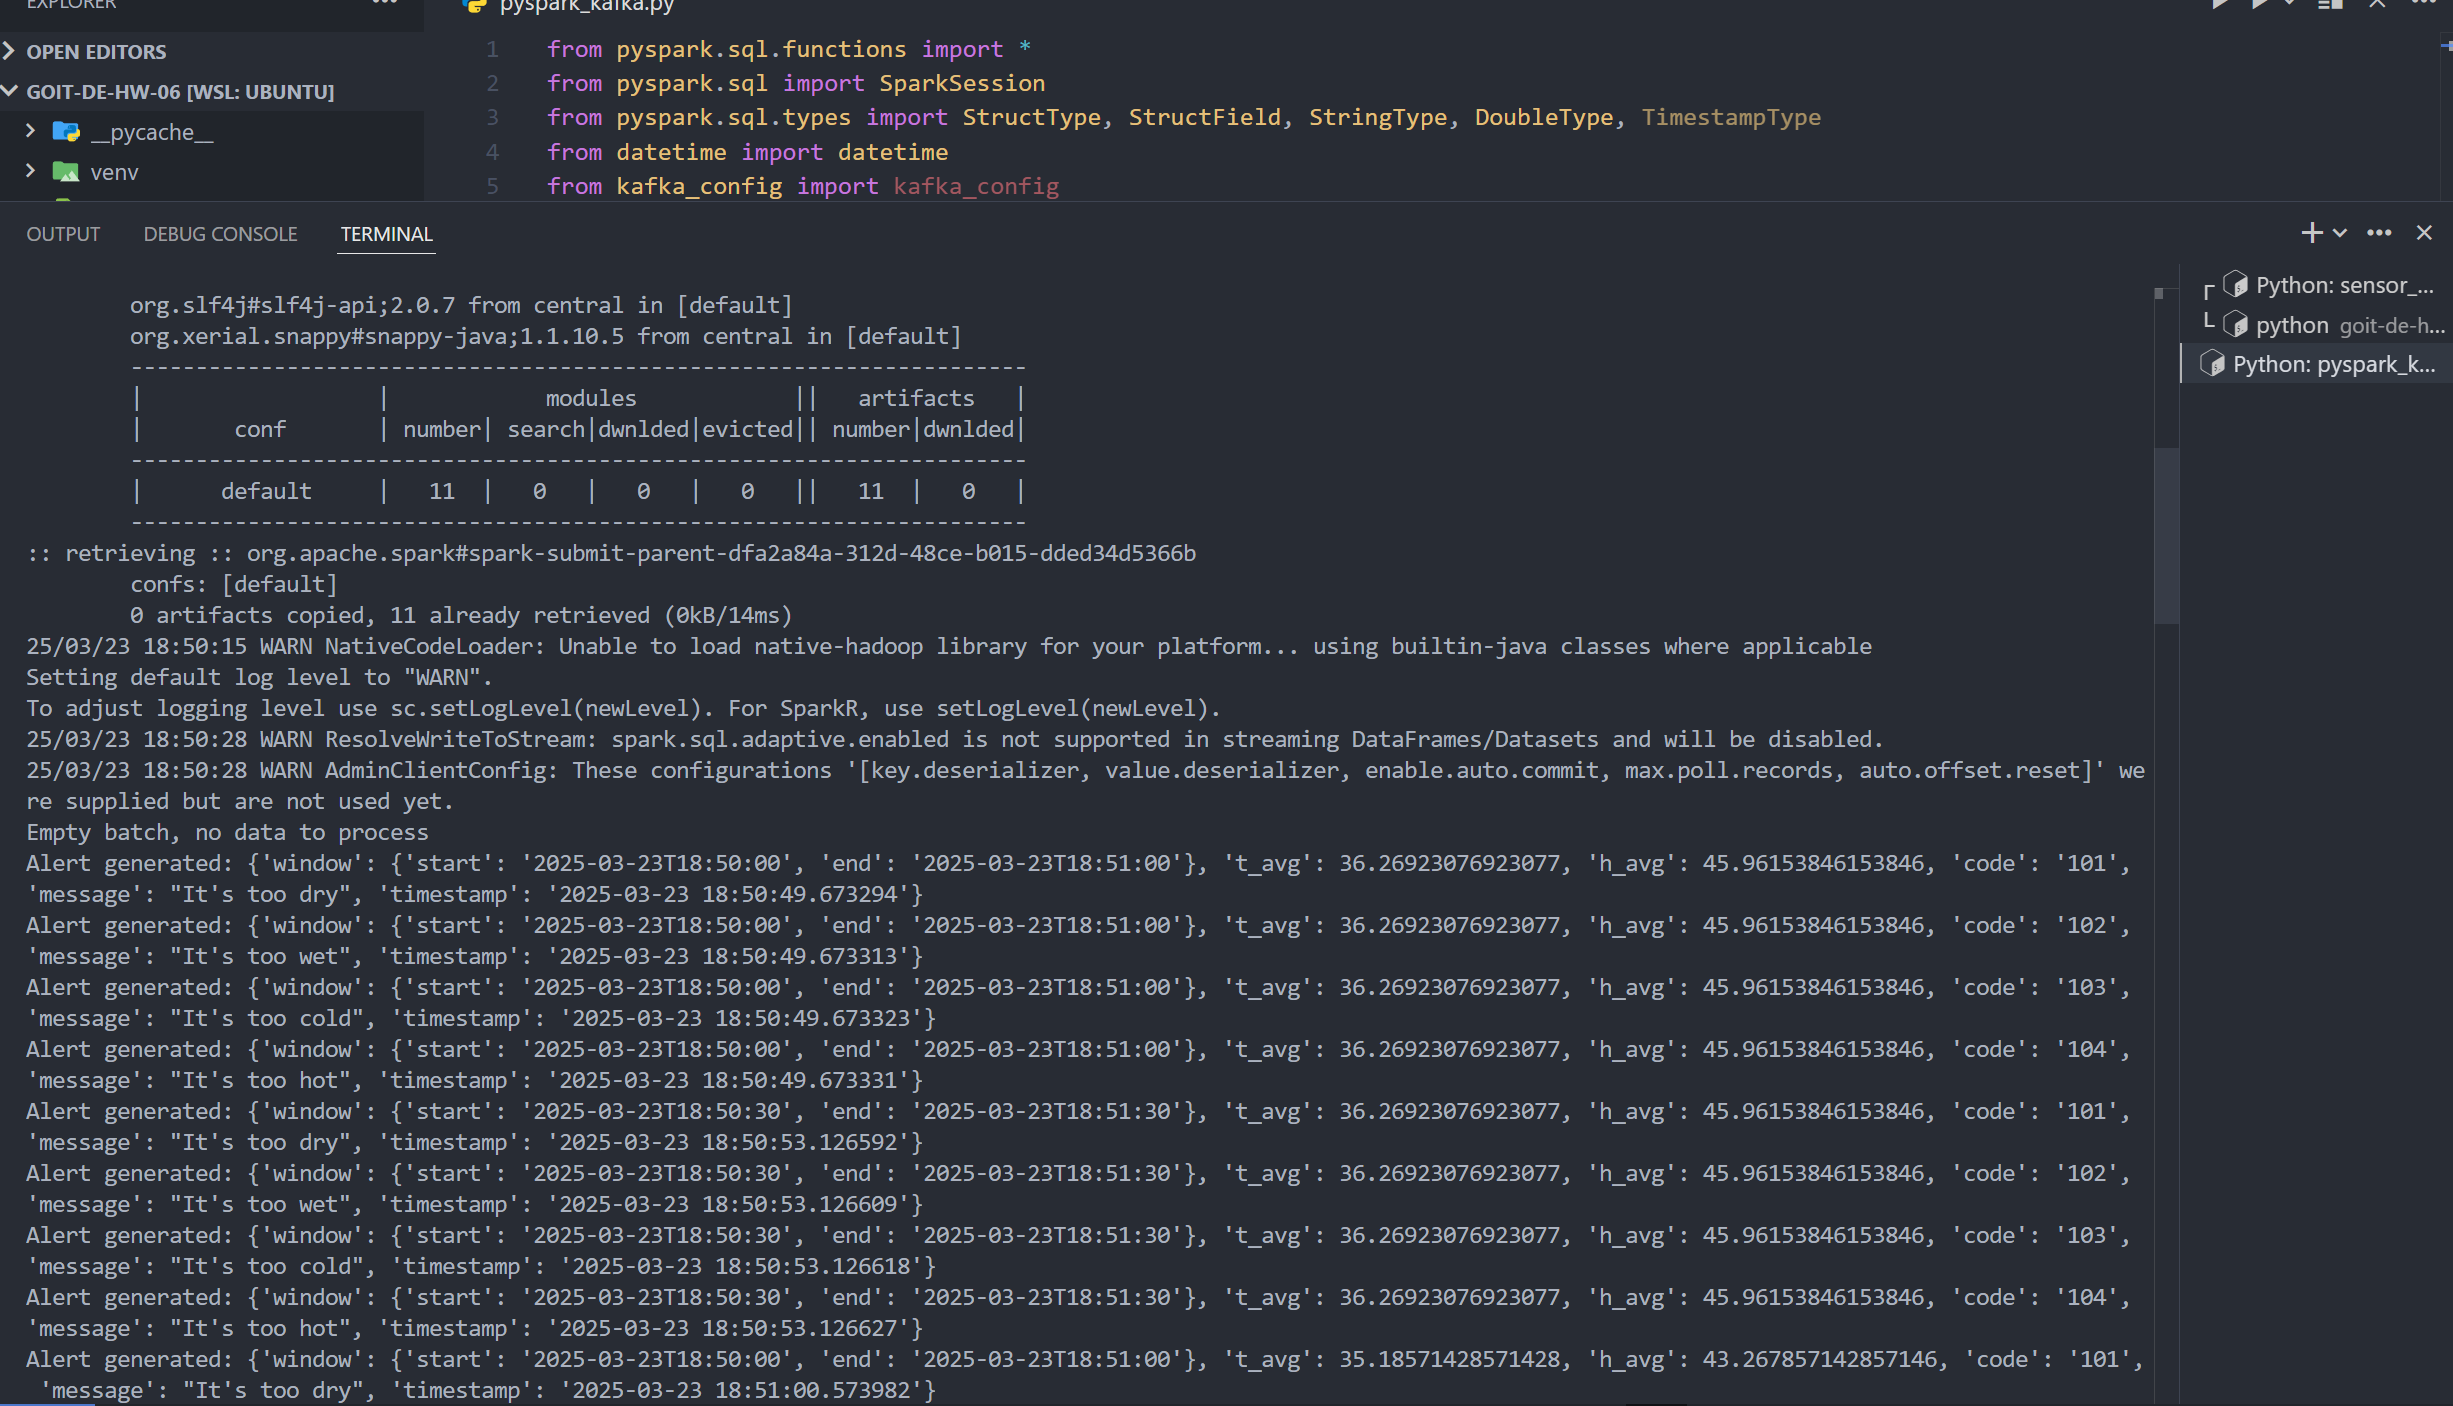 EXPLORER
pyspark_kafka.py
OPEN EDITORS
GOIT-DE-HW-06 [WSL: UBUNTU]
__pycache__
venv
1 from pyspark.sql.functions import *
2 from pyspark.sql import SparkSession
3 from pyspark.sql.types import StructType, StructField, StringType, DoubleType, TimestampType
4 from datetime import datetime
5 from kafka_config import kafka_config
OUTPUT DEBUG CONSOLE TERMINAL
Python: sensor_...
python goit-de-h...
Python: pyspark_k...
org.slf4j#slf4j-api;2.0.7 from central in [default]
org.xerial.snappy#snappy-java;1.1.10.5 from central in [default]
---------------------------------------------------------------------
|                  |            modules            ||   artifacts   |
|       conf       | number| search|dwnlded|evicted|| number|dwnlded|
---------------------------------------------------------------------
|      default     |   11  |   0   |   0   |   0   ||   11  |   0   |
---------------------------------------------------------------------
:: retrieving :: org.apache.spark#spark-submit-parent-dfa2a84a-312d-48ce-b015-dded34d5366b
confs: [default]
0 artifacts copied, 11 already retrieved (0kB/14ms)
25/03/23 18:50:15 WARN NativeCodeLoader: Unable to load native-hadoop library for your platform... using builtin-java classes where applicable
Setting default log level to "WARN".
To adjust logging level use sc.setLogLevel(newLevel). For SparkR, use setLogLevel(newLevel).
25/03/23 18:50:28 WARN ResolveWriteToStream: spark.sql.adaptive.enabled is not supported in streaming DataFrames/Datasets and will be disabled.
25/03/23 18:50:28 WARN AdminClientConfig: These configurations '[key.deserializer, value.deserializer, enable.auto.commit, max.poll.records, auto.offset.reset]' we
re supplied but are not used yet.
Empty batch, no data to process
Alert generated: {'window': {'start': '2025-03-23T18:50:00', 'end': '2025-03-23T18:51:00'}, 't_avg': 36.26923076923077, 'h_avg': 45.96153846153846, 'code': '101',
'message': "It's too dry", 'timestamp': '2025-03-23 18:50:49.673294'}
Alert generated: {'window': {'start': '2025-03-23T18:50:00', 'end': '2025-03-23T18:51:00'}, 't_avg': 36.26923076923077, 'h_avg': 45.96153846153846, 'code': '102',
'message': "It's too wet", 'timestamp': '2025-03-23 18:50:49.673313'}
Alert generated: {'window': {'start': '2025-03-23T18:50:00', 'end': '2025-03-23T18:51:00'}, 't_avg': 36.26923076923077, 'h_avg': 45.96153846153846, 'code': '103',
'message': "It's too cold", 'timestamp': '2025-03-23 18:50:49.673323'}
Alert generated: {'window': {'start': '2025-03-23T18:50:00', 'end': '2025-03-23T18:51:00'}, 't_avg': 36.26923076923077, 'h_avg': 45.96153846153846, 'code': '104',
'message': "It's too hot", 'timestamp': '2025-03-23 18:50:49.673331'}
Alert generated: {'window': {'start': '2025-03-23T18:50:30', 'end': '2025-03-23T18:51:30'}, 't_avg': 36.26923076923077, 'h_avg': 45.96153846153846, 'code': '101',
'message': "It's too dry", 'timestamp': '2025-03-23 18:50:53.126592'}
Alert generated: {'window': {'start': '2025-03-23T18:50:30', 'end': '2025-03-23T18:51:30'}, 't_avg': 36.26923076923077, 'h_avg': 45.96153846153846, 'code': '102',
'message': "It's too wet", 'timestamp': '2025-03-23 18:50:53.126609'}
Alert generated: {'window': {'start': '2025-03-23T18:50:30', 'end': '2025-03-23T18:51:30'}, 't_avg': 36.26923076923077, 'h_avg': 45.96153846153846, 'code': '103',
'message': "It's too cold", 'timestamp': '2025-03-23 18:50:53.126618'}
Alert generated: {'window': {'start': '2025-03-23T18:50:30', 'end': '2025-03-23T18:51:30'}, 't_avg': 36.26923076923077, 'h_avg': 45.96153846153846, 'code': '104',
'message': "It's too hot", 'timestamp': '2025-03-23 18:50:53.126627'}
Alert generated: {'window': {'start': '2025-03-23T18:50:00', 'end': '2025-03-23T18:51:00'}, 't_avg': 35.18571428571428, 'h_avg': 43.267857142857146, 'code': '101',
'message': "It's too dry", 'timestamp': '2025-03-23 18:51:00.573982'}